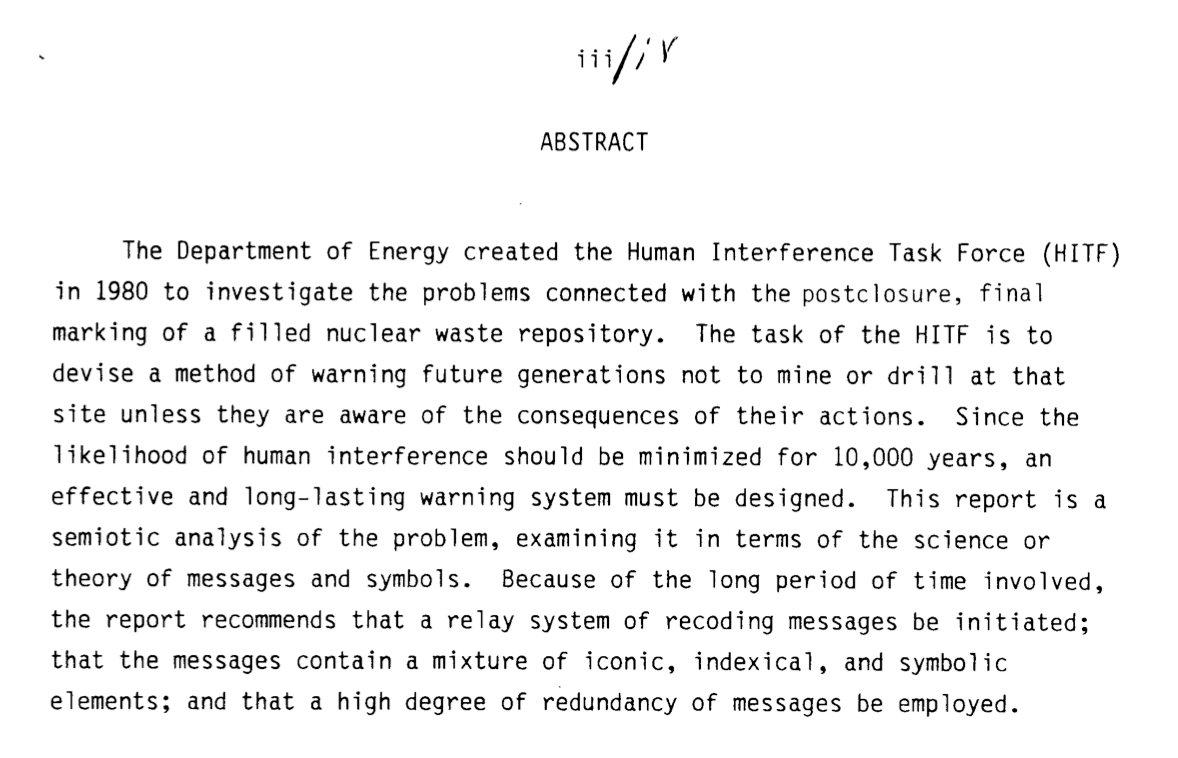 iii/iv
ABSTRACT
The Department of Energy created the Human Interference Task Force (HITF)
in 1980 to investigate the problems connected with the postclosure, final
marking of a filled nuclear waste repository. The task of the HITF is to
devise a method of warning future generations not to mine or drill at that
site unless they are aware of the consequences of their actions. Since the
likelihood of human interference should be minimized for 10,000 years, an
effective and long-lasting warning system must be designed. This report is a
semiotic analysis of the problem, examining it in terms of the science or
theory of messages and symbols. Because of the long period of time involved,
the report recommends that a relay system of recoding messages be initiated;
that the messages contain a mixture of iconic, indexical, and symbolic
elements; and that a high degree of redundancy of messages be employed.